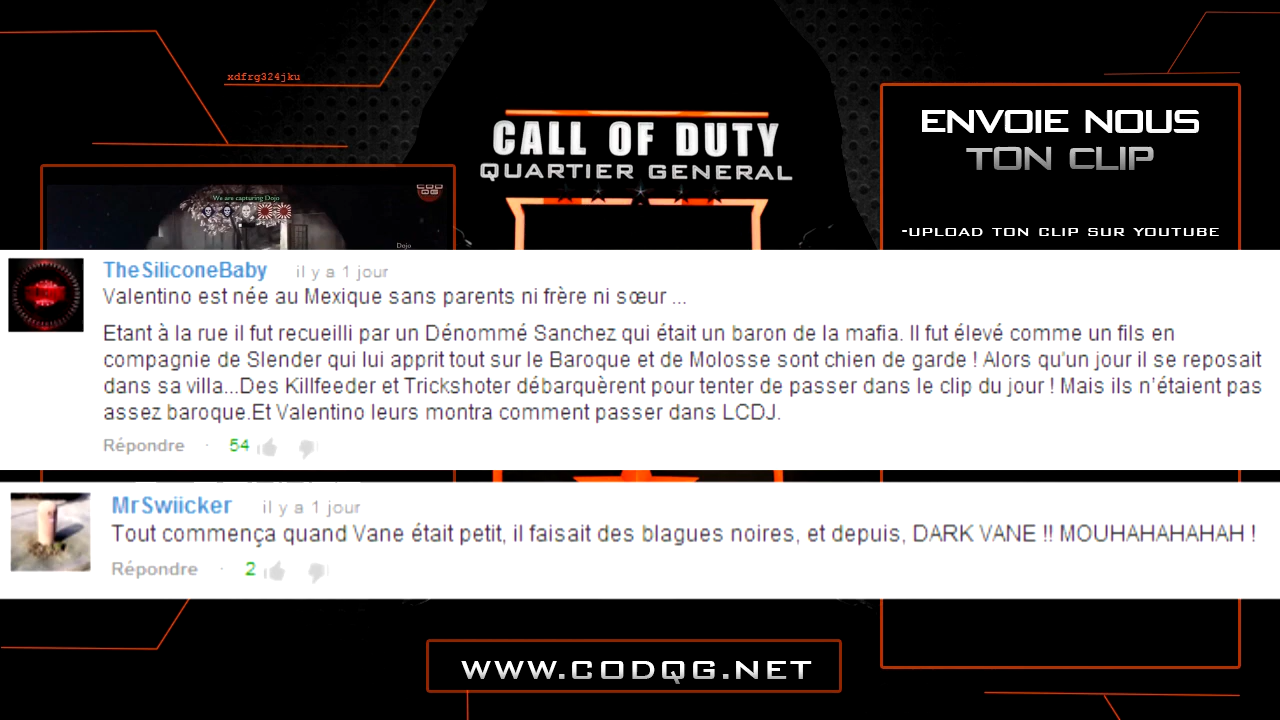 xdfrg324jku
CALL OF DUTY
QUARTIER GENERAL
ENVOIE NOUS
TON CLIP
-UPLOAD TON CLIP SUR YOUTUBE
We are capturing Dojo
Dojo
TheSiliconeBaby il y a 1 jour
Valentino est née au Mexique sans parents ni frère ni sœur ...
Etant à la rue il fut recueilli par un Dénommé Sanchez qui était un baron de la mafia. Il fut élevé comme un fils en
compagnie de Slender qui lui apprit tout sur le Baroque et de Molosse sont chien de garde ! Alors qu'un jour il se reposait
dans sa villa...Des Killfeeder et Trickshoter débarquèrent pour tenter de passer dans le clip du jour ! Mais ils n'étaient pas
assez baroque.Et Valentino leurs montra comment passer dans LCDJ.
Répondre · 54
MrSwiicker il y a 1 jour
Tout commença quand Vane était petit, il faisait des blagues noires, et depuis, DARK VANE !! MOUHAHAHAHAH !
Répondre · 2
WWW.CODQG.NET